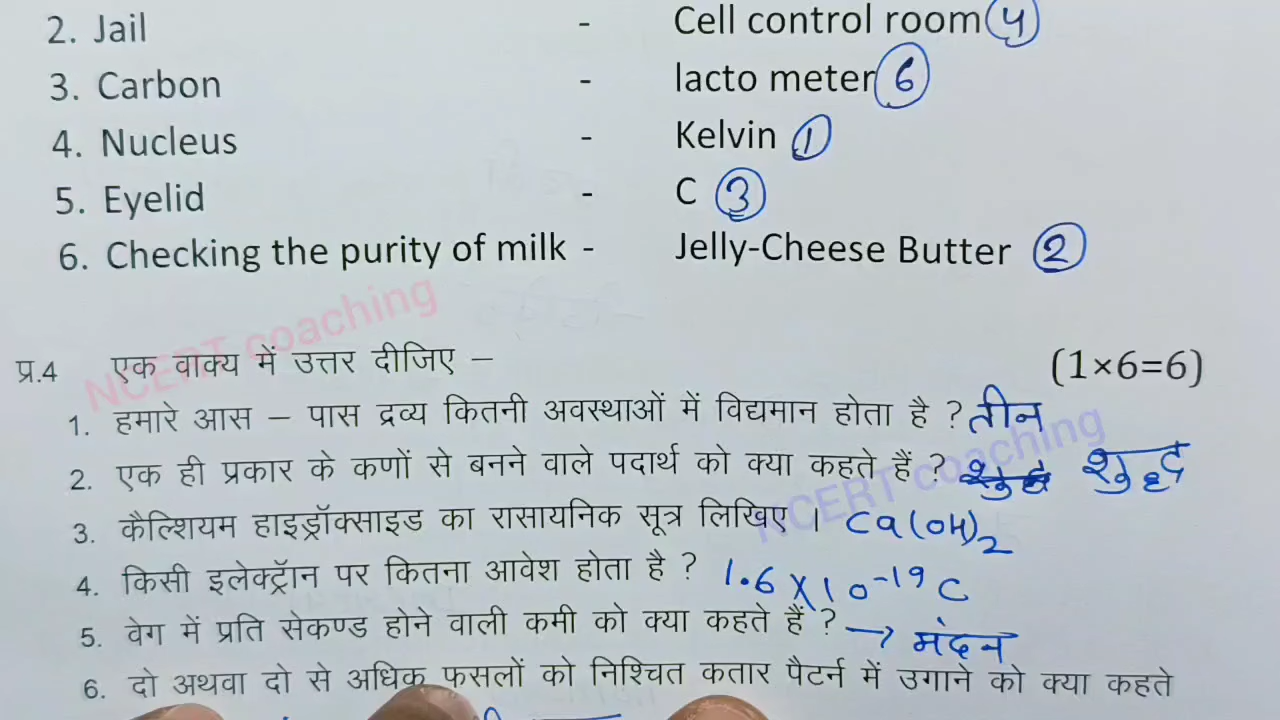 2. Jail - Cell control room 4
3. Carbon - lacto meter 6
4. Nucleus - Kelvin 1
5. Eyelid - C 3
6. Checking the purity of milk - Jelly-Cheese Butter 2
NCERT coaching
प्र.4 एक वाक्य में उत्तर दीजिए – (1×6=6)
1. हमारे आस – पास द्रव्य कितनी अवस्थाओं में विद्यमान होता है ? तीन
2. एक ही प्रकार के कणों से बनने वाले पदार्थ को क्या कहते हैं ? शुद्ध
NCERT coaching
3. कैल्शियम हाइड्रॉक्साइड का रासायनिक सूत्र लिखिए । Ca(OH)2
4. किसी इलेक्ट्रॅान पर कितना आवेश होता है ? 1.6 X 10-19 C
5. वेग में प्रति सेकण्ड होने वाली कमी को क्या कहते हैं ? → मंदन
6. दो अथवा दो से अधिक फसलों को निश्चित कतार पैटर्न में उगाने को क्या कहते